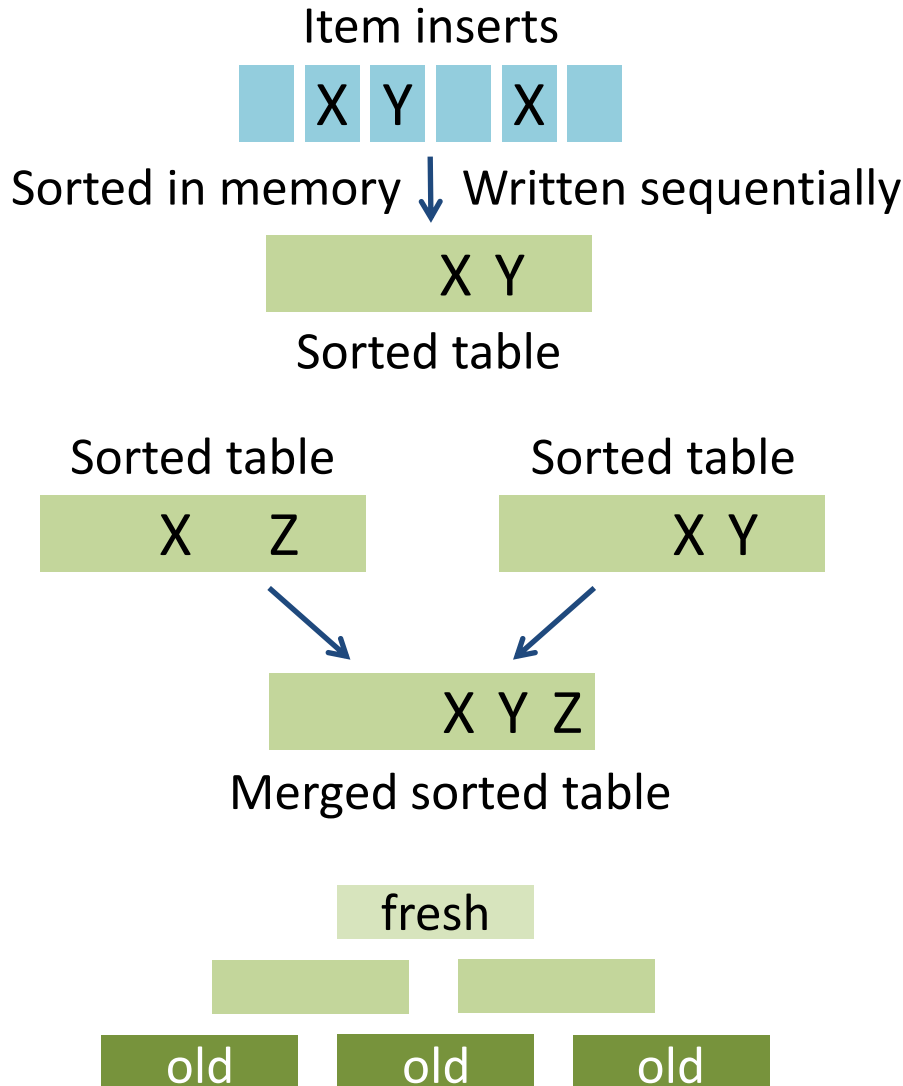 Item inserts
X Y X
Sorted in memory Written sequentially
X Y
Sorted table
Sorted table Sorted table
X Z X Y
X Y Z
Merged sorted table
fresh
old old old